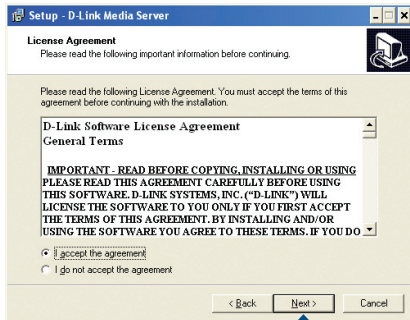 Setup - D-Link Media Server
License Agreement
Please read the following important information before continuing.
Please read the following License Agreement. You must accept the terms of this
agreement before continuing with the installation.
D-Link Software License Agreement
General Terms
IMPORTANT - READ BEFORE COPYING, INSTALLING OR USING
PLEASE READ THIS AGREEMENT CAREFULLY BEFORE USING
THIS SOFTWARE. D-LINK SYSTEMS, INC. (“D-LINK”) WILL
LICENSE THE SOFTWARE TO YOU ONLY IF YOU FIRST ACCEPT
THE TERMS OF THIS AGREEMENT. BY INSTALLING AND/OR
USING THE SOFTWARE YOU AGREE TO THESE TERMS. IF YOU DO
I accept the agreement
I do not accept the agreement
< Back Next > Cancel